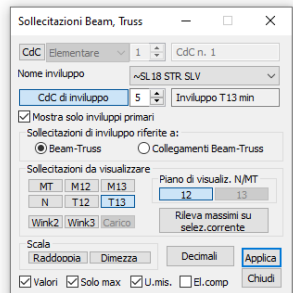 Sollecitazioni Beam, Truss
CdC Elementare 1 CdC n. 1
Nome inviluppo ~SL18 STR SLV
CdC di inviluppo 5 Inviluppo T13 min
Mostra solo inviluppi primari
Sollecitazioni di inviluppo riferite a:
Beam-Truss Collegamenti Beam-Truss
Sollecitazioni da visualizzare
Piano di visualiz. N/MT
MT M12 M13
12 13
N T12 T13
Rileva massimi su
selez.corrente
Wink2 Wink3 Carico
Scala
Raddoppia Dimezza
Decimali Applica
Valori Solo max U.mis. El.comp Chiudi